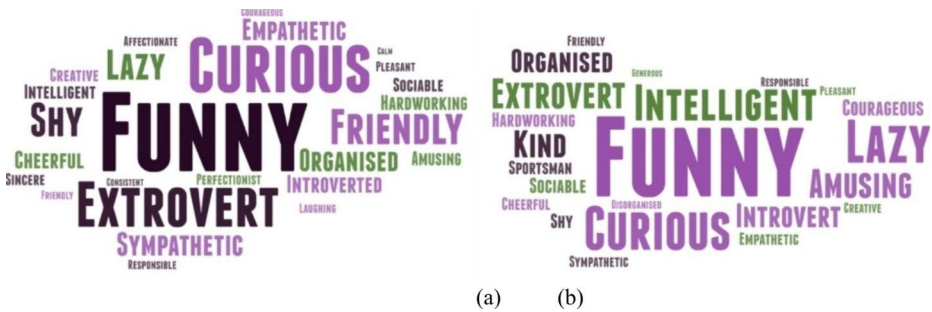 COURAGEOUS
EMPATHETIC
AFFECTIONATE
CURIOUS
CALM
LAZY
PLEASANT
CREATIVE
SOCIABLE
INTELLIGENT
HARDWORKING
SHY
FUNNY
FRIENDLY
CHEERFUL
ORGANISED
AMUSING
SINCERE
CONSISTENT
PERFECTIONIST
INTROVERTED
FRIENDLY
EXTROVERT
LAUGHING
SYMPATHETIC
RESPONSIBLE
FRIENDLY
ORGANISED
GENEROUS
RESPONSIBLE
EXTROVERT
INTELLIGENT
PLEASANT
COURAGEOUS
HARDWORKING
FUNNY
LAZY
KIND
SPORTSMAN
SOCIABLE
AMUSING
CHEERFUL
DISORGANISED
INTROVERT
CREATIVE
SHY
CURIOUS
EMPATHETIC
SYMPATHETIC
(a) (b)